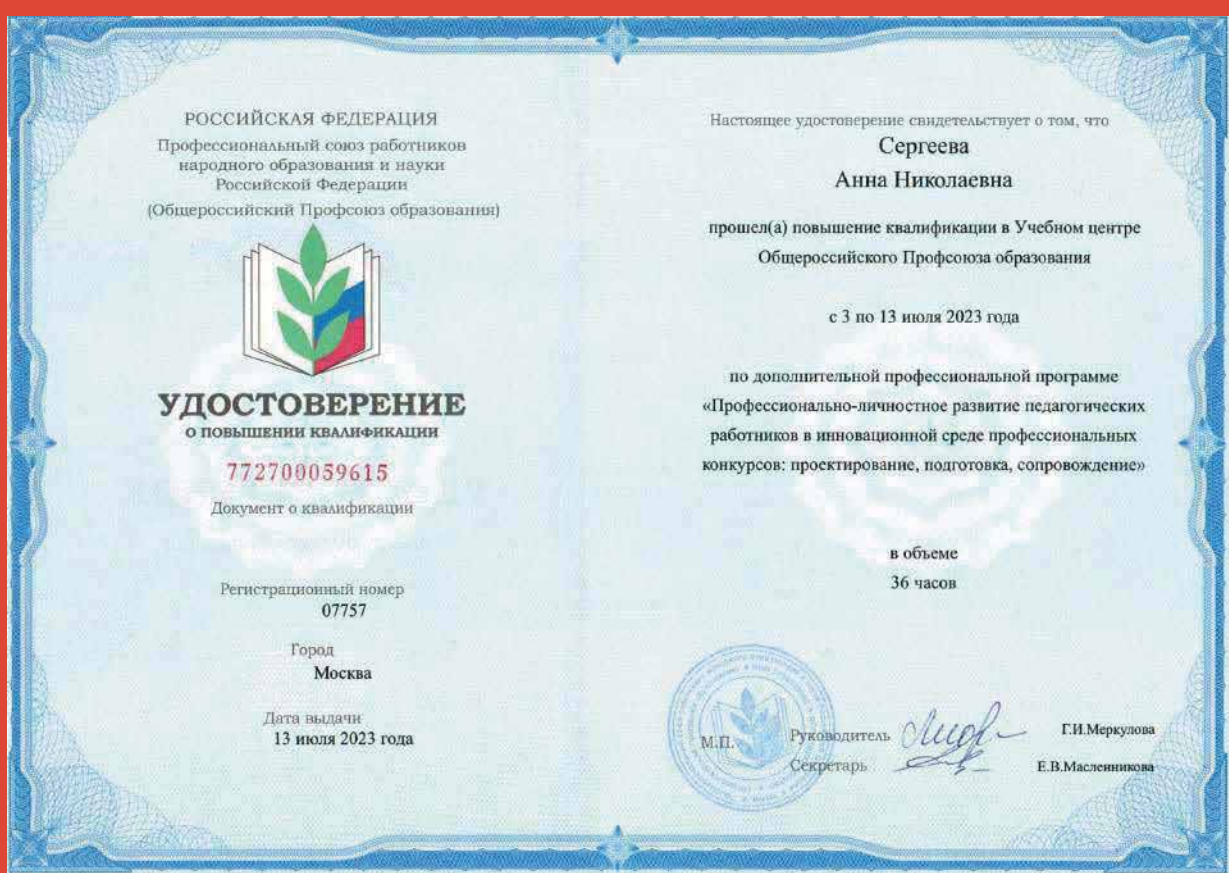 РОССИЙСКАЯ ФЕДЕРАЦИЯ
Профессиональный союз работников
народного образования и науки
Российской Федерации
(Общероссийский Профсоюз образования)
УДОСТОВЕРЕНИЕ
О ПОВЫШЕНИИ КВАЛИФИКАЦИИ
772700059615
Документ о квалификации
Регистрационный номер
07757
Город
Москва
Дата выдачи
13 июля 2023 года
Настоящее удостоверение свидетельствует о том, что
Сергеева
Анна Николаевна
прошел(а) повышение квалификации в Учебном центре
Общероссийского Профсоюза образования
с 3 по 13 июля 2023 года
по дополнительной профессиональной программе
«Профессионально-личностное развитие педагогических
работников в инновационной среде профессиональных
конкурсов: проектирование, подготовка, сопровождение»
в объеме
36 часов
М.П.
Руководитель Г.И.Меркулова
Секретарь Е.В.Масленникова